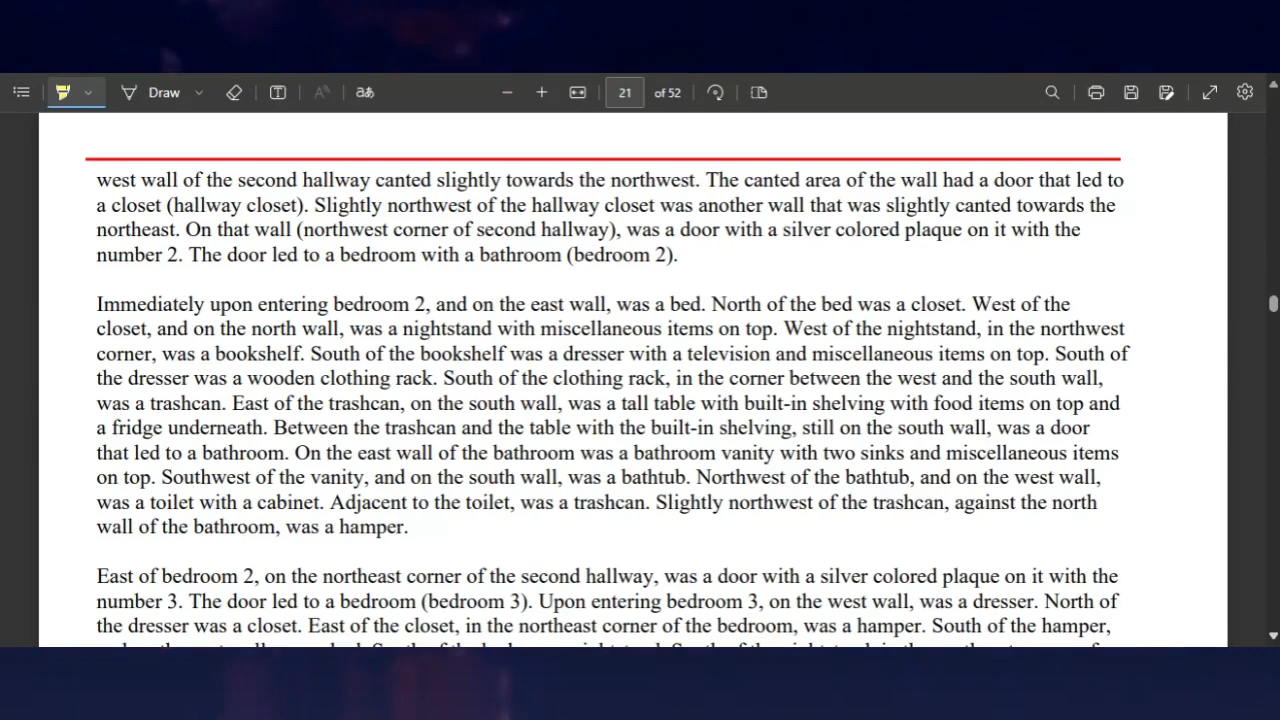 Draw
21 of 52
west wall of the second hallway canted slightly towards the northwest. The canted area of the wall had a door that led to
a closet (hallway closet). Slightly northwest of the hallway closet was another wall that was slightly canted towards the
northeast. On that wall (northwest corner of second hallway), was a door with a silver colored plaque on it with the
number 2. The door led to a bedroom with a bathroom (bedroom 2).
Immediately upon entering bedroom 2, and on the east wall, was a bed. North of the bed was a closet. West of the
closet, and on the north wall, was a nightstand with miscellaneous items on top. West of the nightstand, in the northwest
corner, was a bookshelf. South of the bookshelf was a dresser with a television and miscellaneous items on top. South of
the dresser was a wooden clothing rack. South of the clothing rack, in the corner between the west and the south wall,
was a trashcan. East of the trashcan, on the south wall, was a tall table with built-in shelving with food items on top and
a fridge underneath. Between the trashcan and the table with the built-in shelving, still on the south wall, was a door
that led to a bathroom. On the east wall of the bathroom was a bathroom vanity with two sinks and miscellaneous items
on top. Southwest of the vanity, and on the south wall, was a bathtub. Northwest of the bathtub, and on the west wall,
was a toilet with a cabinet. Adjacent to the toilet, was a trashcan. Slightly northwest of the trashcan, against the north
wall of the bathroom, was a hamper.
East of bedroom 2, on the northeast corner of the second hallway, was a door with a silver colored plaque on it with the
number 3. The door led to a bedroom (bedroom 3). Upon entering bedroom 3, on the west wall, was a dresser. North of
the dresser was a closet. East of the closet, in the northeast corner of the bedroom, was a hamper. South of the hamper,